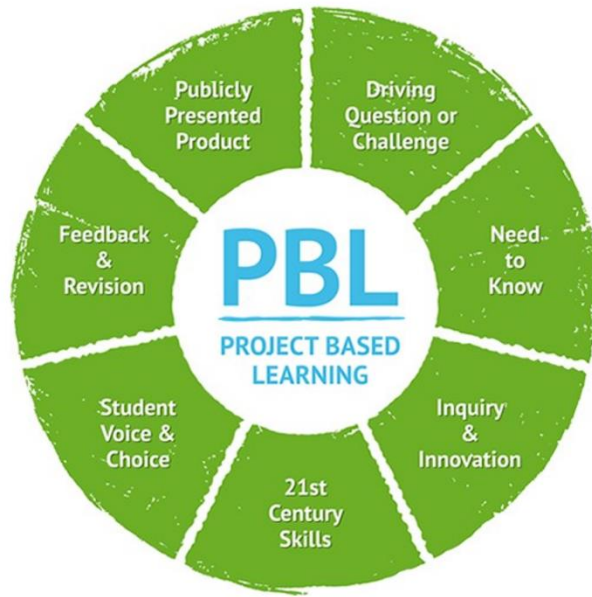 PBL
PROJECT BASED
LEARNING
Driving
Question or
Challenge
Need
to
Know
Inquiry
&
Innovation
21st
Century
Skills
Student
Voice &
Choice
Feedback
&
Revision
Publicly
Presented
Product